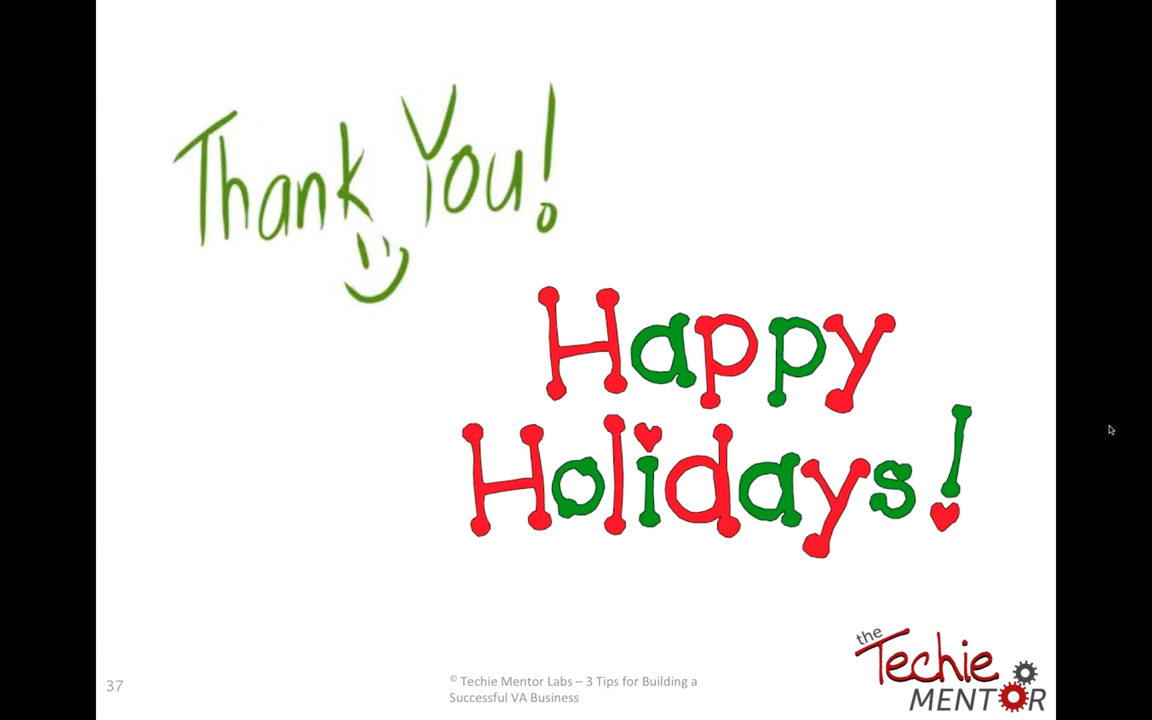 Thank You!
Happy
Holidays!
37
© Techie Mentor Labs – 3 Tips for Building a
Successful VA Business
the
Techie
MENTOR